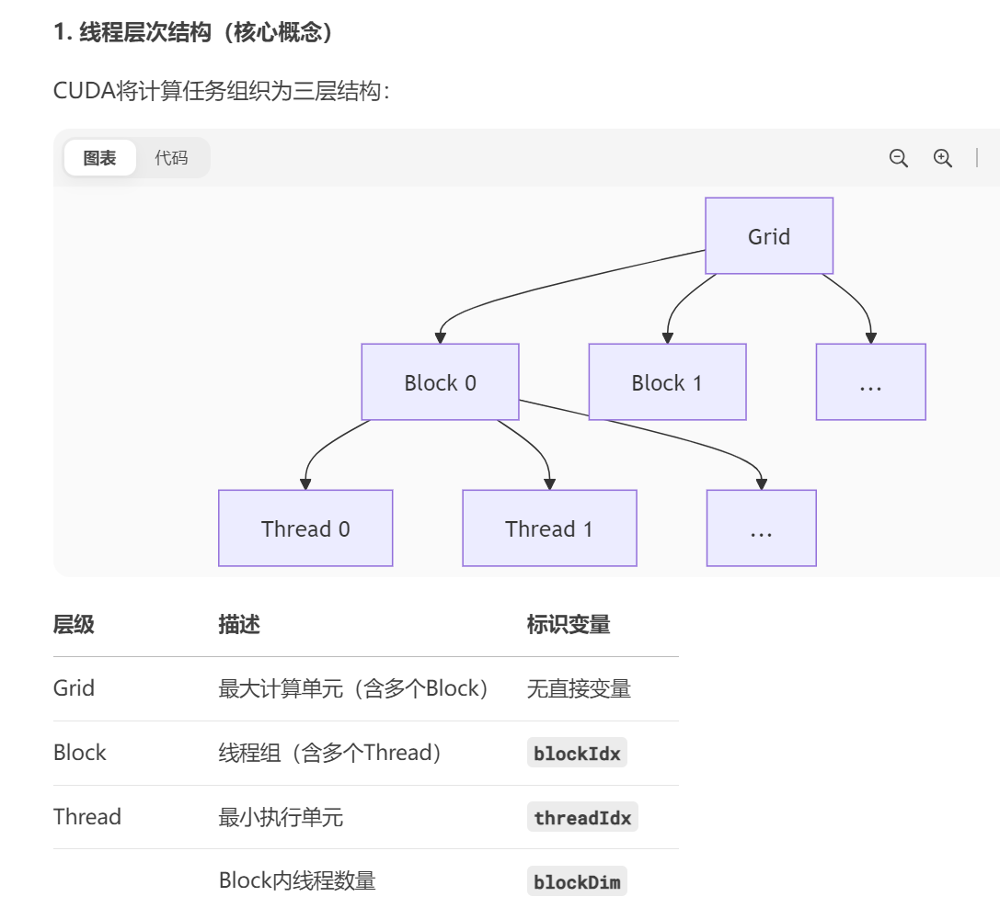 1. 线程层次结构（核心概念）
CUDA将计算任务组织为三层结构：
图表 代码
Grid
Block 0 Block 1 ...
Thread 0 Thread 1 ...
层级 描述 标识变量
Grid 最大计算单元（含多个Block） 无直接变量
Block 线程组（含多个Thread） blockIdx
Thread 最小执行单元 threadIdx
Block内线程数量 blockDim